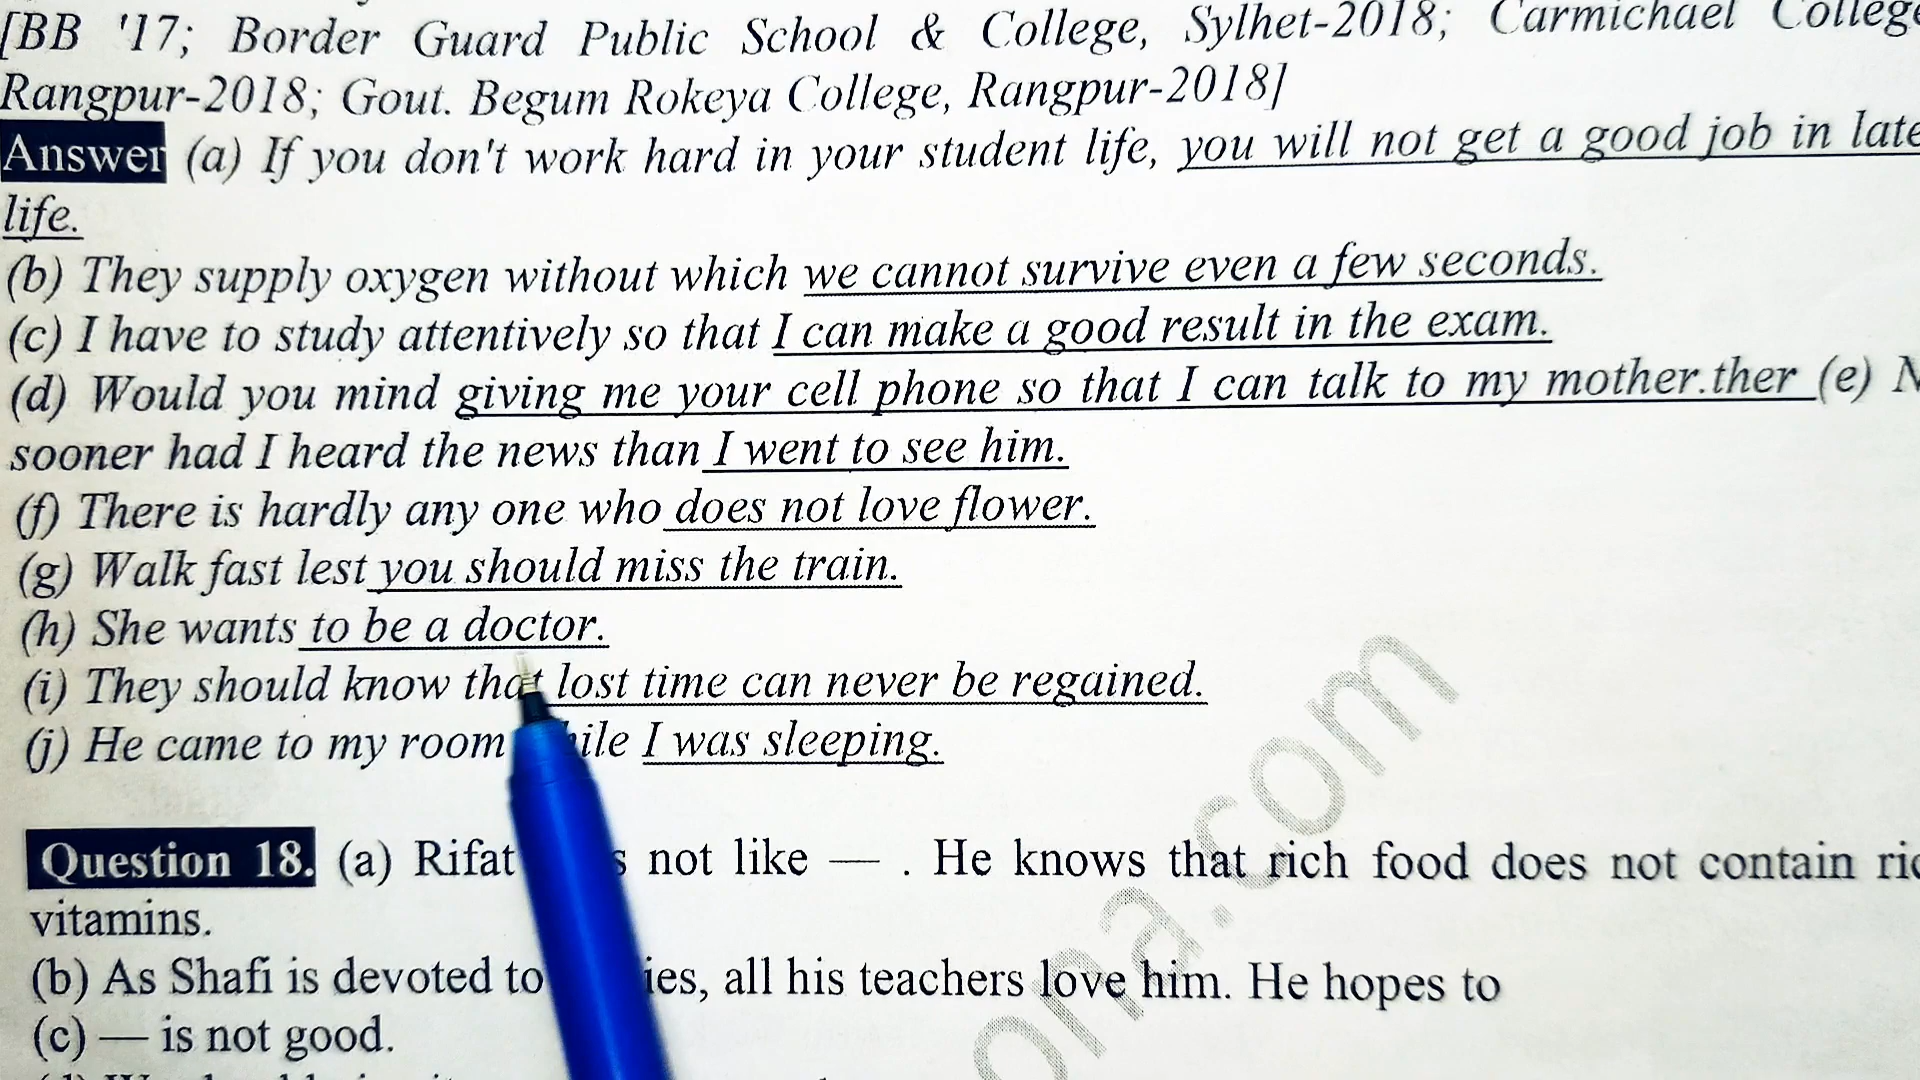 [BB '17; Border Guard Public School & College, Sylhet-2018; Carmichael College
Rangpur-2018; Gout. Begum Rokeya College, Rangpur-2018]
Answer (a) If you don't work hard in your student life, you will not get a good job in late
life.
(b) They supply oxygen without which we cannot survive even a few seconds.
(c) I have to study attentively so that I can make a good result in the exam.
(d) Would you mind giving me your cell phone so that I can talk to my mother.ther (e) N
sooner had I heard the news than I went to see him.
(f) There is hardly any one who does not love flower.
(g) Walk fast lest you should miss the train.
(h) She wants to be a doctor.
(i) They should know that lost time can never be regained.
(j) He came to my room while I was sleeping.
Question 18. (a) Rifat not like — . He knows that rich food does not contain ric
vitamins.
(b) As Shafi is devoted to ies, all his teachers love him. He hopes to
(c) — is not good.
ona.com